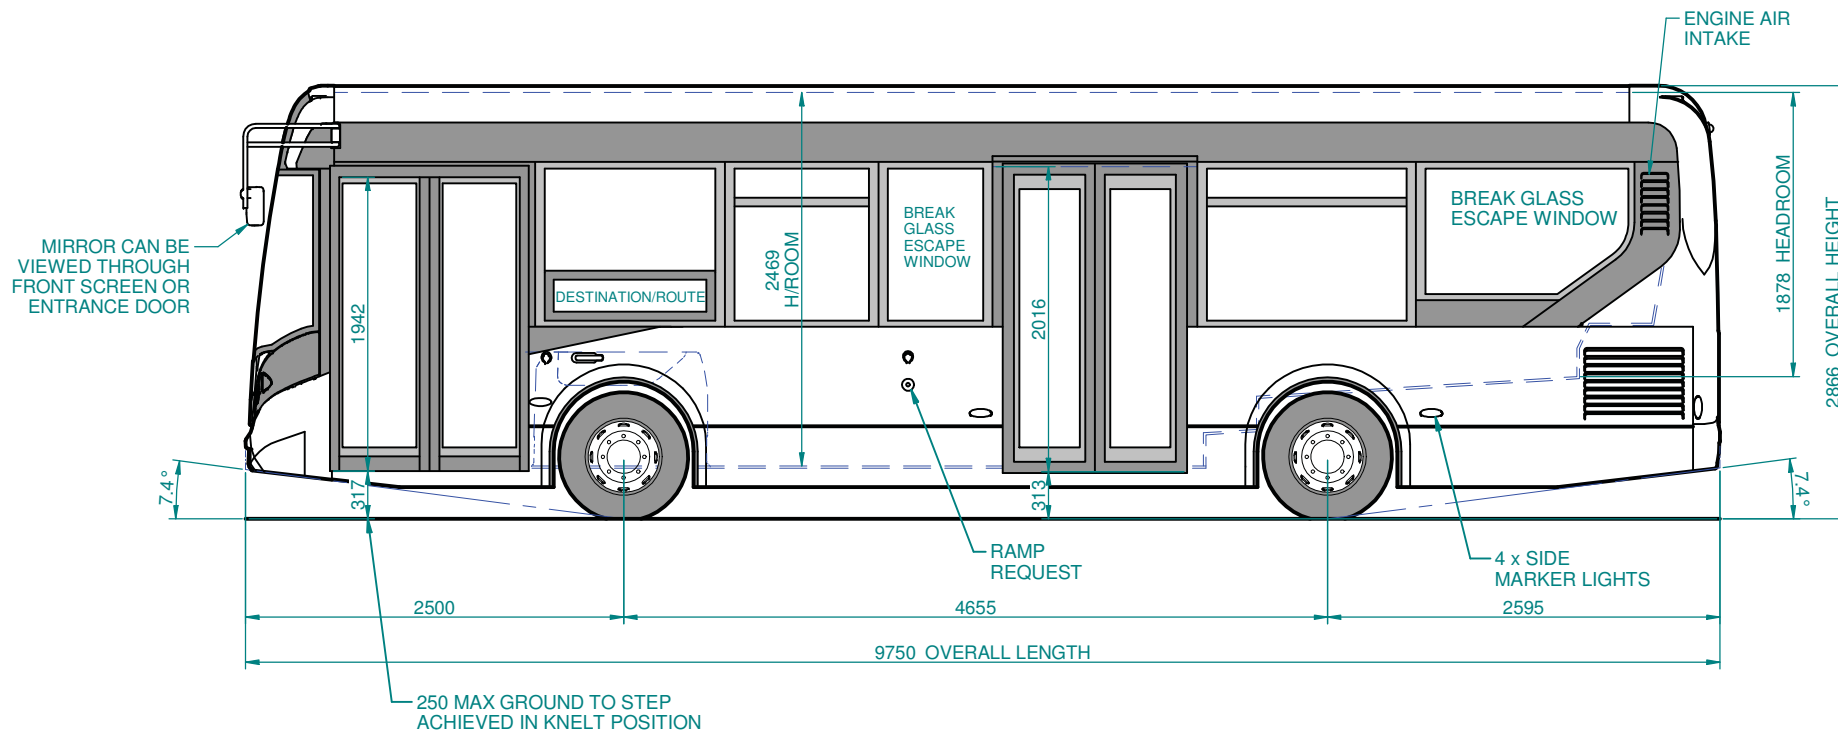 ENGINE AIR
INTAKE
MIRROR CAN BE
VIEWED THROUGH
FRONT SCREEN OR
ENTRANCE DOOR
1942
DESTINATION/ROUTE
2469
H/ROOM
BREAK
GLASS
ESCAPE
WINDOW
2016
BREAK GLASS
ESCAPE WINDOW
1878 HEADROOM
2866 OVERALL HEIGHT
7.4°
317
313
7.4°
RAMP
REQUEST
4 x SIDE
MARKER LIGHTS
2500
4655
2595
9750 OVERALL LENGTH
250 MAX GROUND TO STEP
ACHIEVED IN KNELT POSITION